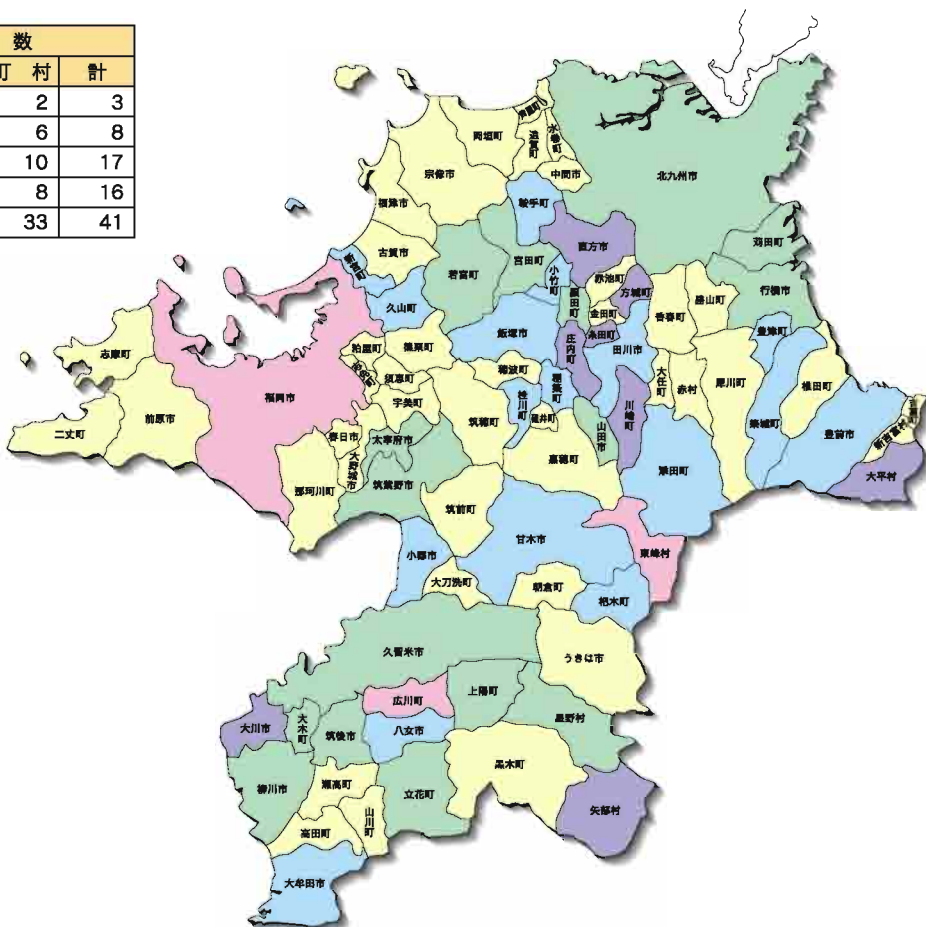 数
町 村 計
2 3
6 8
10 17
8 16
33 41
芦屋町
岡垣町
遠賀町
水巻町
北九州市
宗像市
中間市
鞍手町
福津市
直方市
苅田町
古賀市
宮田町
小竹町
赤池町
方城町
新宮町
若宮町
頴田町
金田町
香春町
勝山町
行橋市
久山町
飯塚市
糸田町
田川市
豊津町
志摩町
粕屋町
篠栗町
庄内町
志免町
須恵町
穂波町
稲築町
大任町
赤村
犀川町
椎田町
前原市
福岡市
宇美町
桂川町
碓井町
川崎町
築城町
豊前市
吉富町
新吉富村
二丈町
春日市
太宰府市
筑穂町
山田市
大野城市
嘉穂町
添田町
大平村
那珂川町
筑紫野市
筑前町
甘木市
東峰村
小郡市
大刀洗町
朝倉町
杷木町
久留米市
うきは市
広川町
上陽町
星野村
大川市
大木町
筑後市
八女市
黒木町
柳川市
瀬高町
立花町
矢部村
山川町
高田町
大牟田市